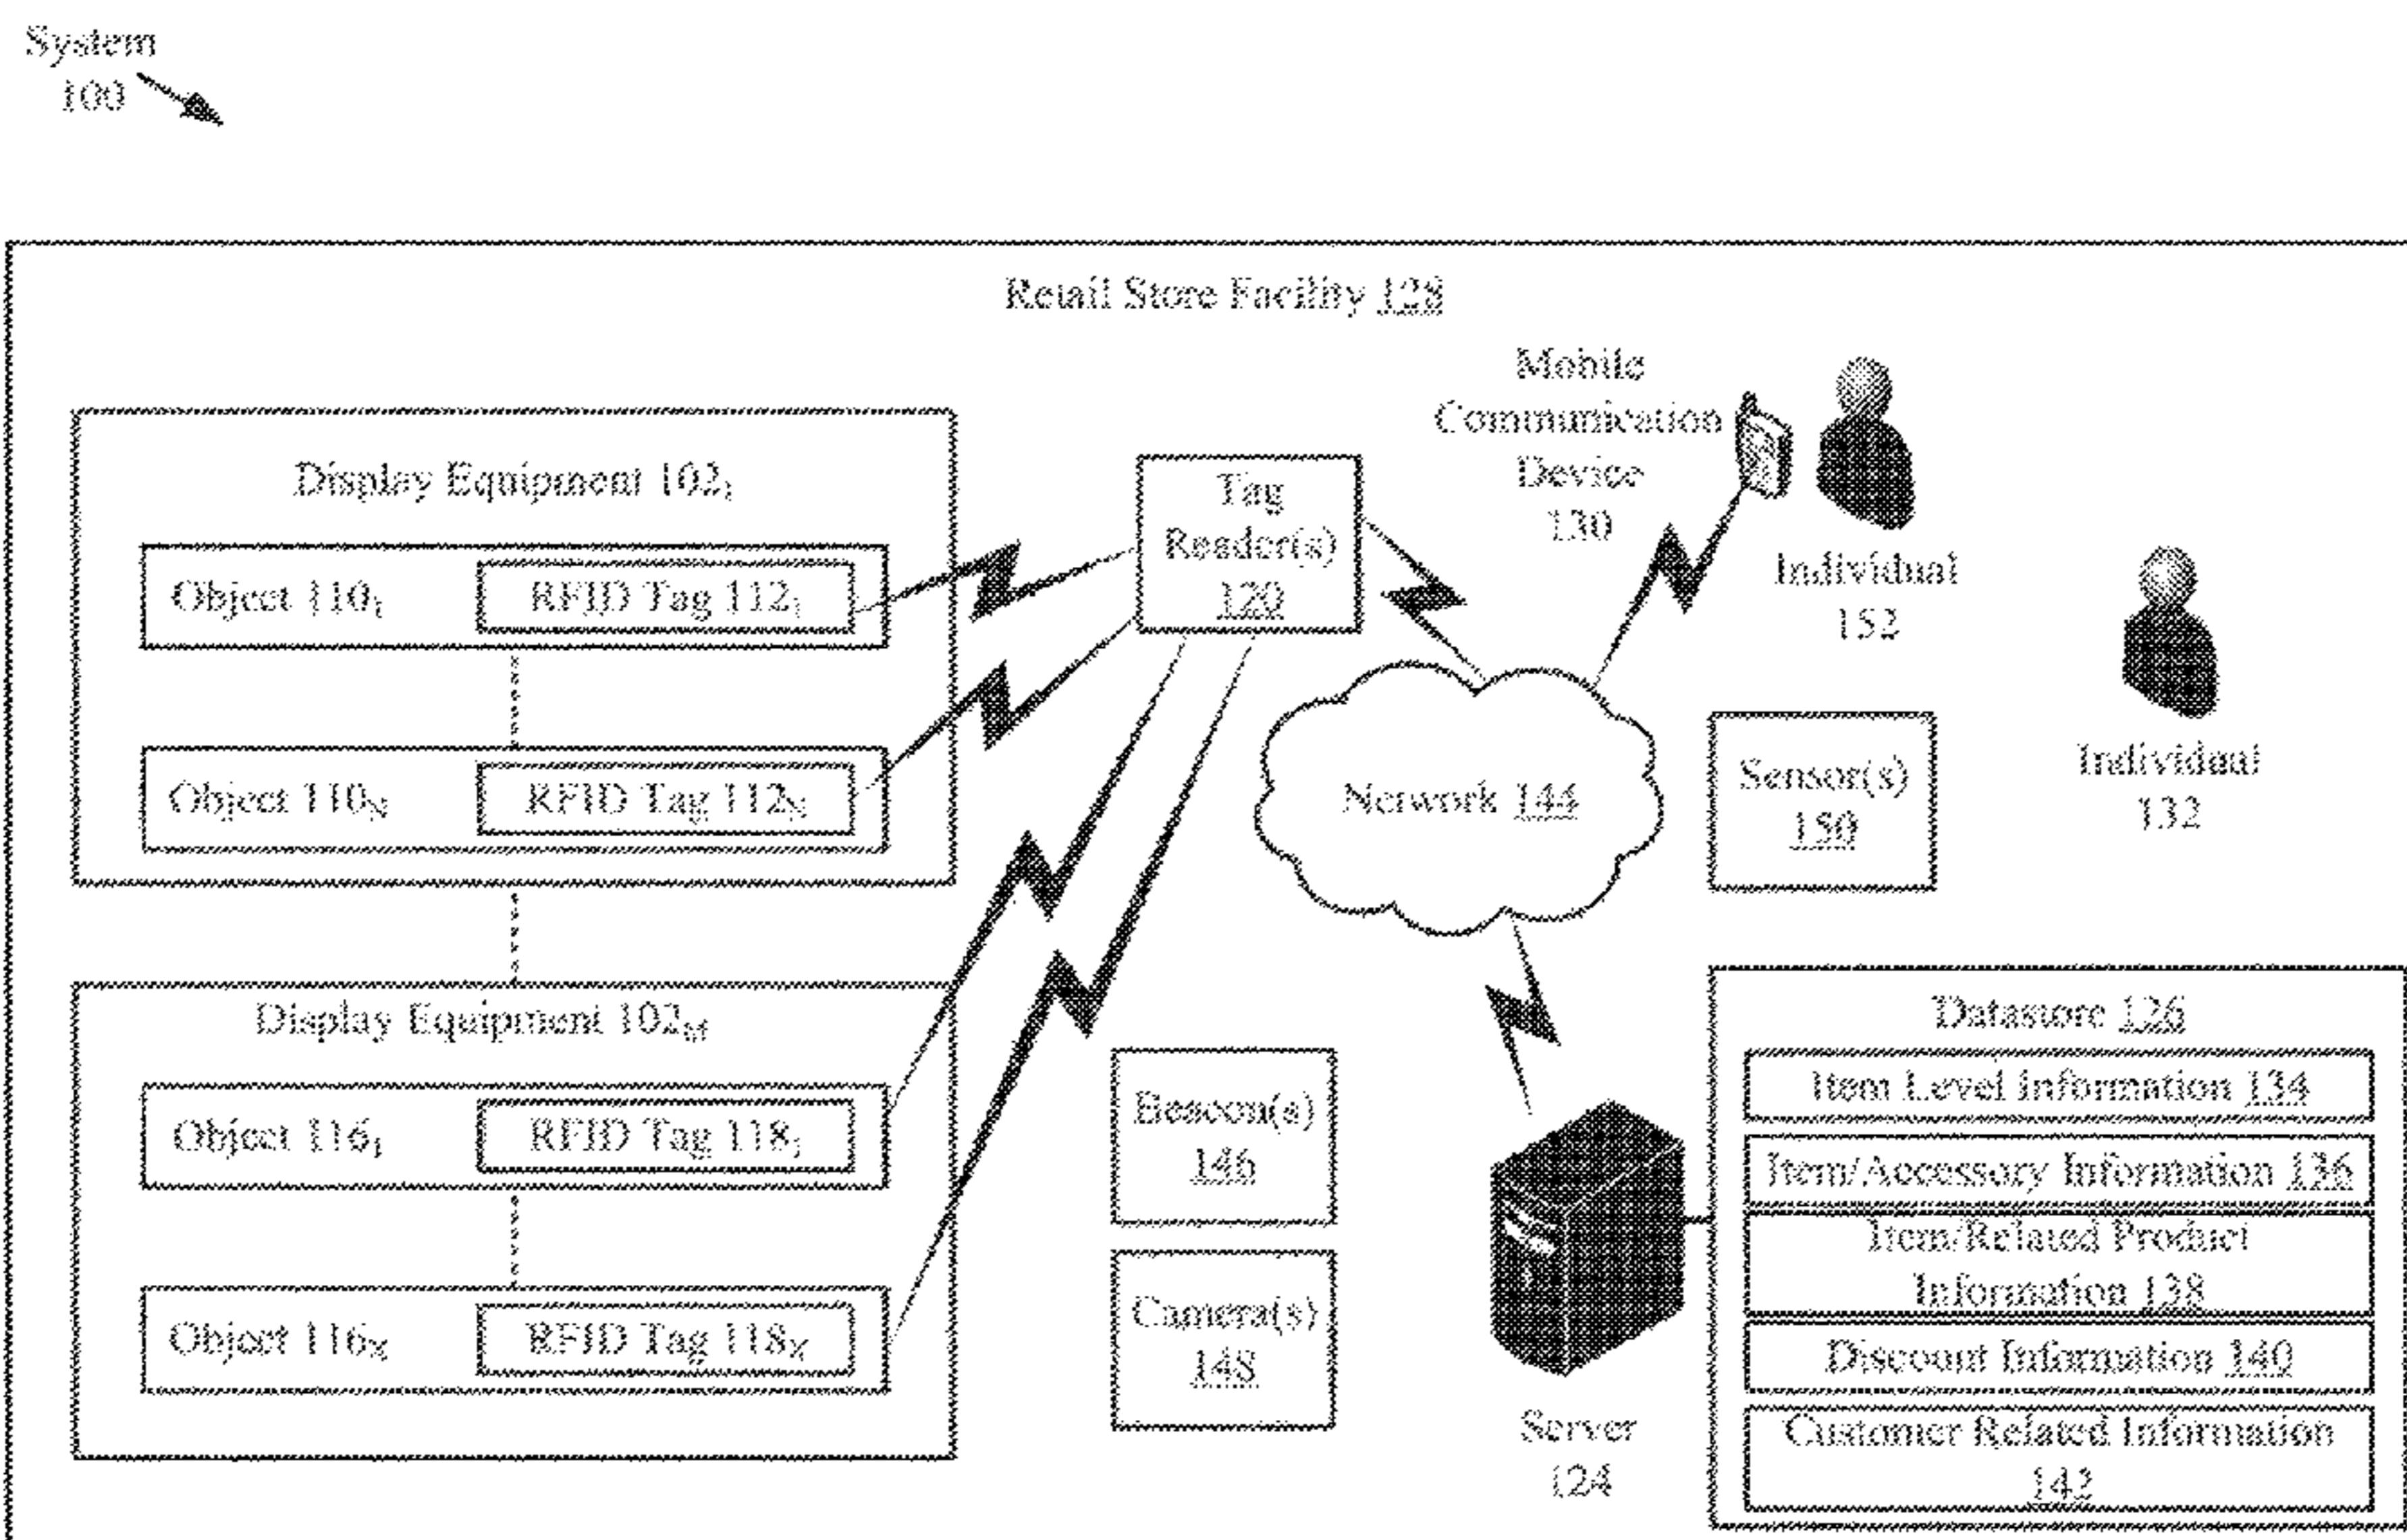 System
100
Retail Store Facility 128
Display Equipment 102₁
Object 110₁
RFID Tag 112₁
Object 110N
RFID Tag 112N
Display Equipment 102M
Object 116₁
RFID Tag 118₁
Object 116X
RFID Tag 118X
Tag
Reader(s)
120
Mobile
Communication
Device
130
Individual
152
Individual
132
Network 144
Sensor(s)
150
Beacon(s)
146
Camera(s)
148
Server
124
Datastore 126
Item Level Information 134
Item/Accessory Information 136
Item/Related Product
Information 138
Discount Information 140
Customer Related Information
142